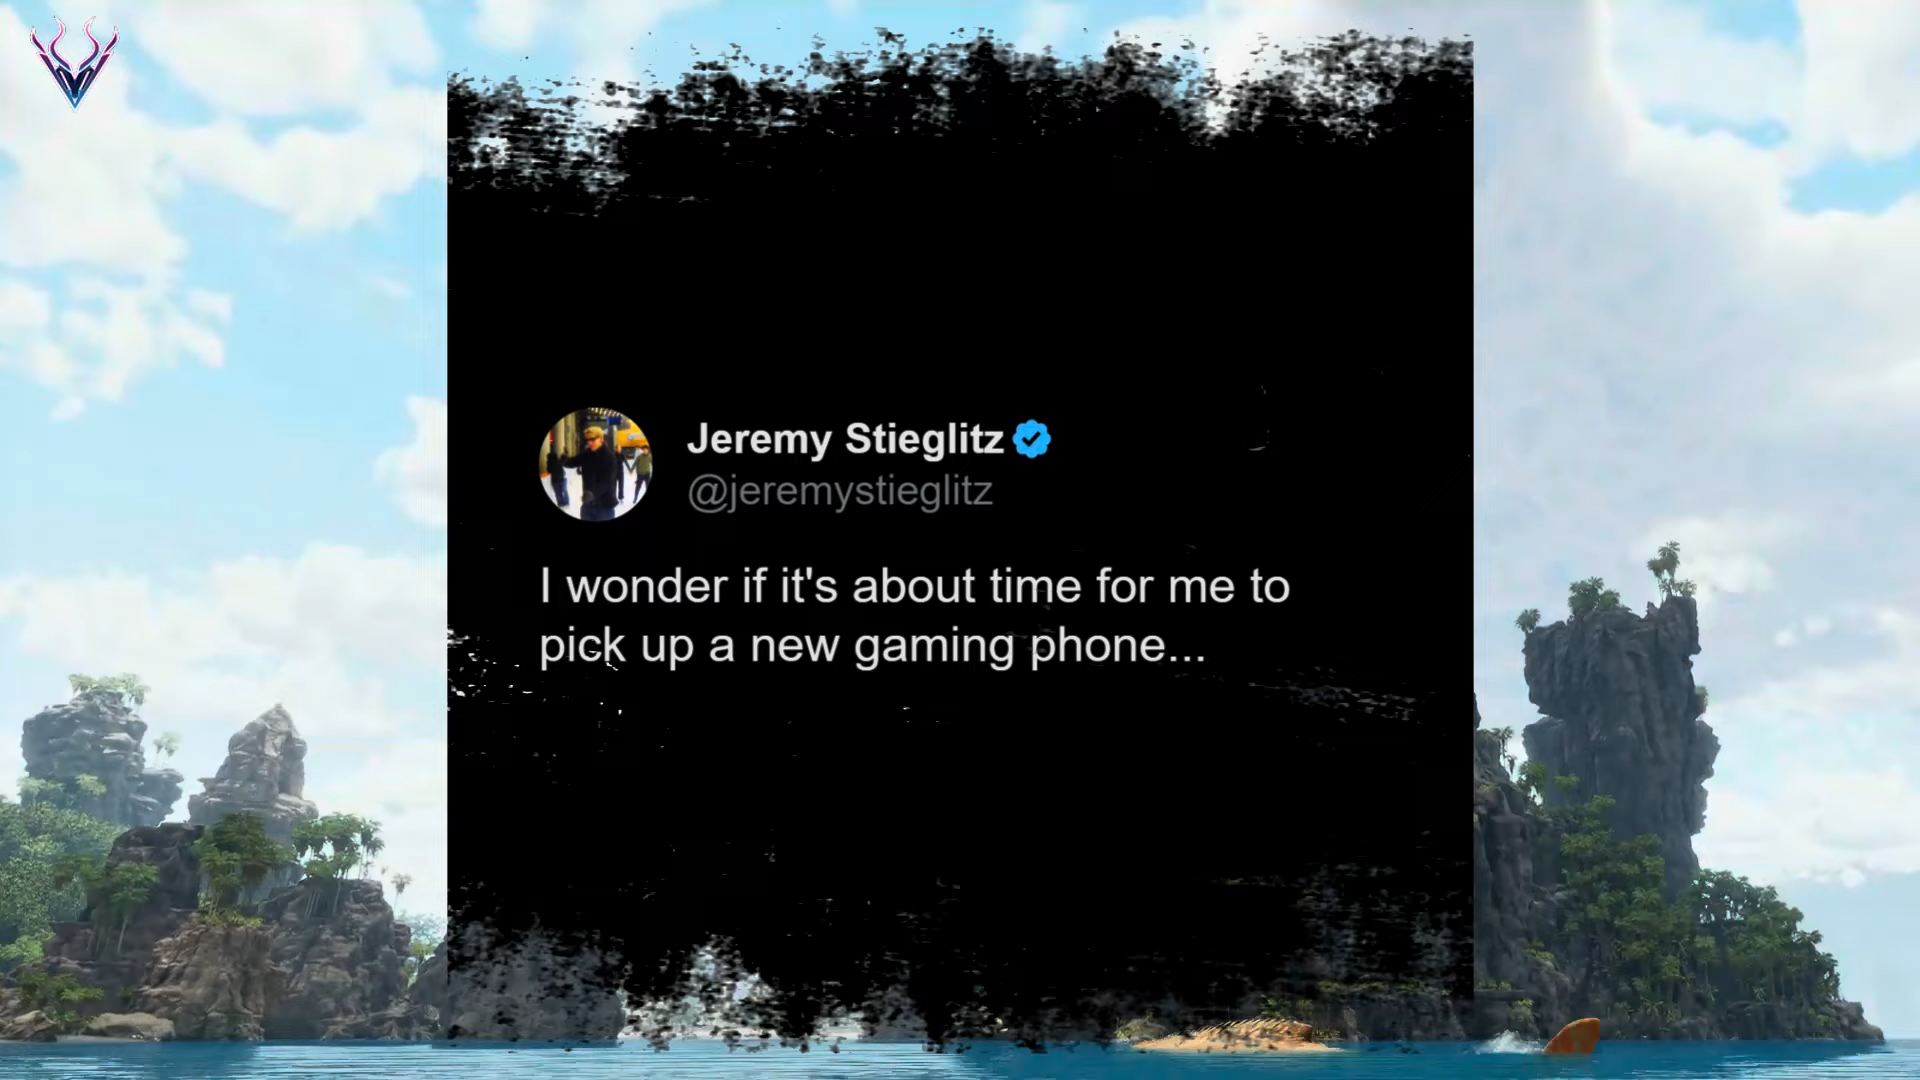 Jeremy Stieglitz
@jeremystieglitz
I wonder if it's about time for me to
pick up a new gaming phone...